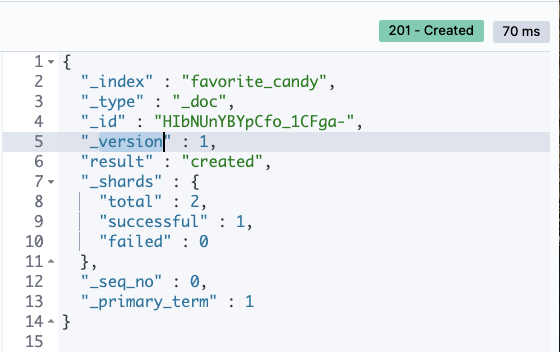 201 - Created 70 ms
1 {
2 "_index" : "favorite_candy",
3 "_type" : "_doc",
4 "_id" : "HIbNUnYBYpCfo_1CFga-",
5 "_version" : 1,
6 "result" : "created",
7 "_shards" : {
8 "total" : 2,
9 "successful" : 1,
10 "failed" : 0
11 },
12 "_seq_no" : 0,
13 "_primary_term" : 1
14 }
15